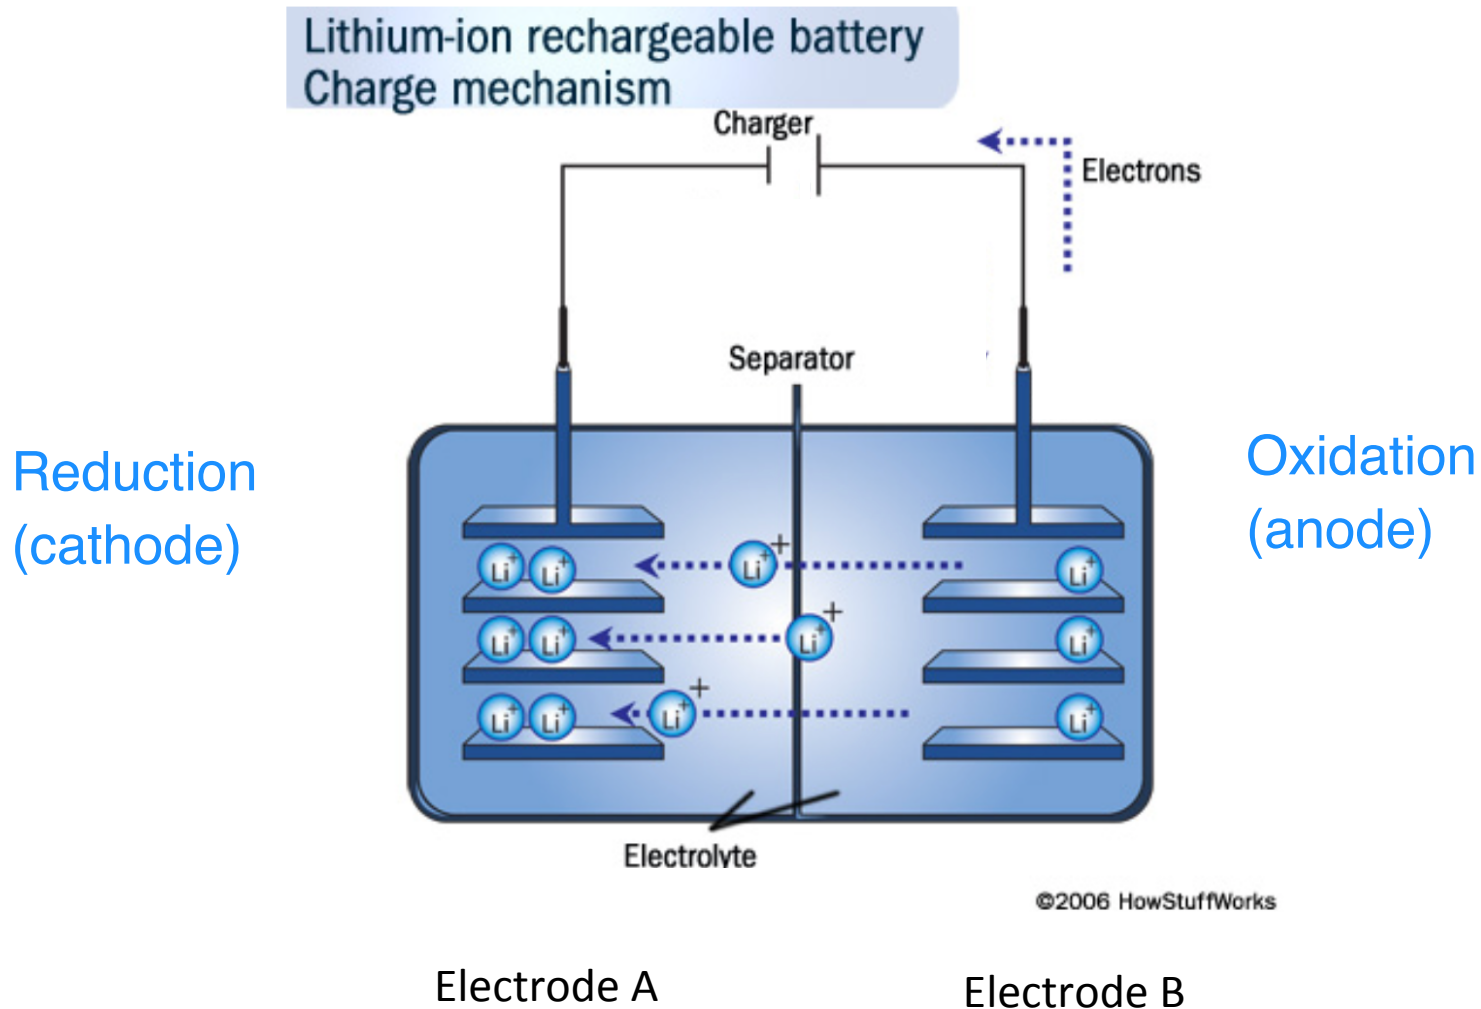 Lithium-ion rechargeable battery
Charge mechanism
Charger
Electrons
Separator
Reduction
(cathode)
Oxidation
(anode)
Li+
Li+
Li+
Li+
Li+
Li+
Li+
Li+
Li+
Li+
Li+
Li+
Electrolyte
©2006 HowStuffWorks
Electrode A
Electrode B